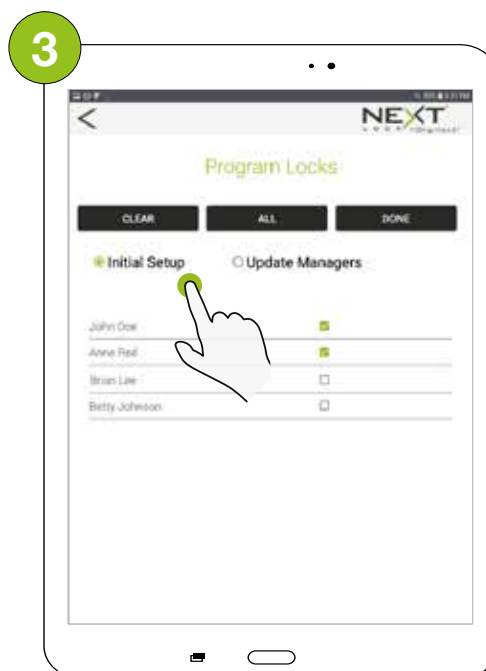 3
NEXT
Program Locks
CLEAR ALL DONE
Initial Setup Update Managers
John Doe
Anne Red
Brian Lee
Betty Johnson